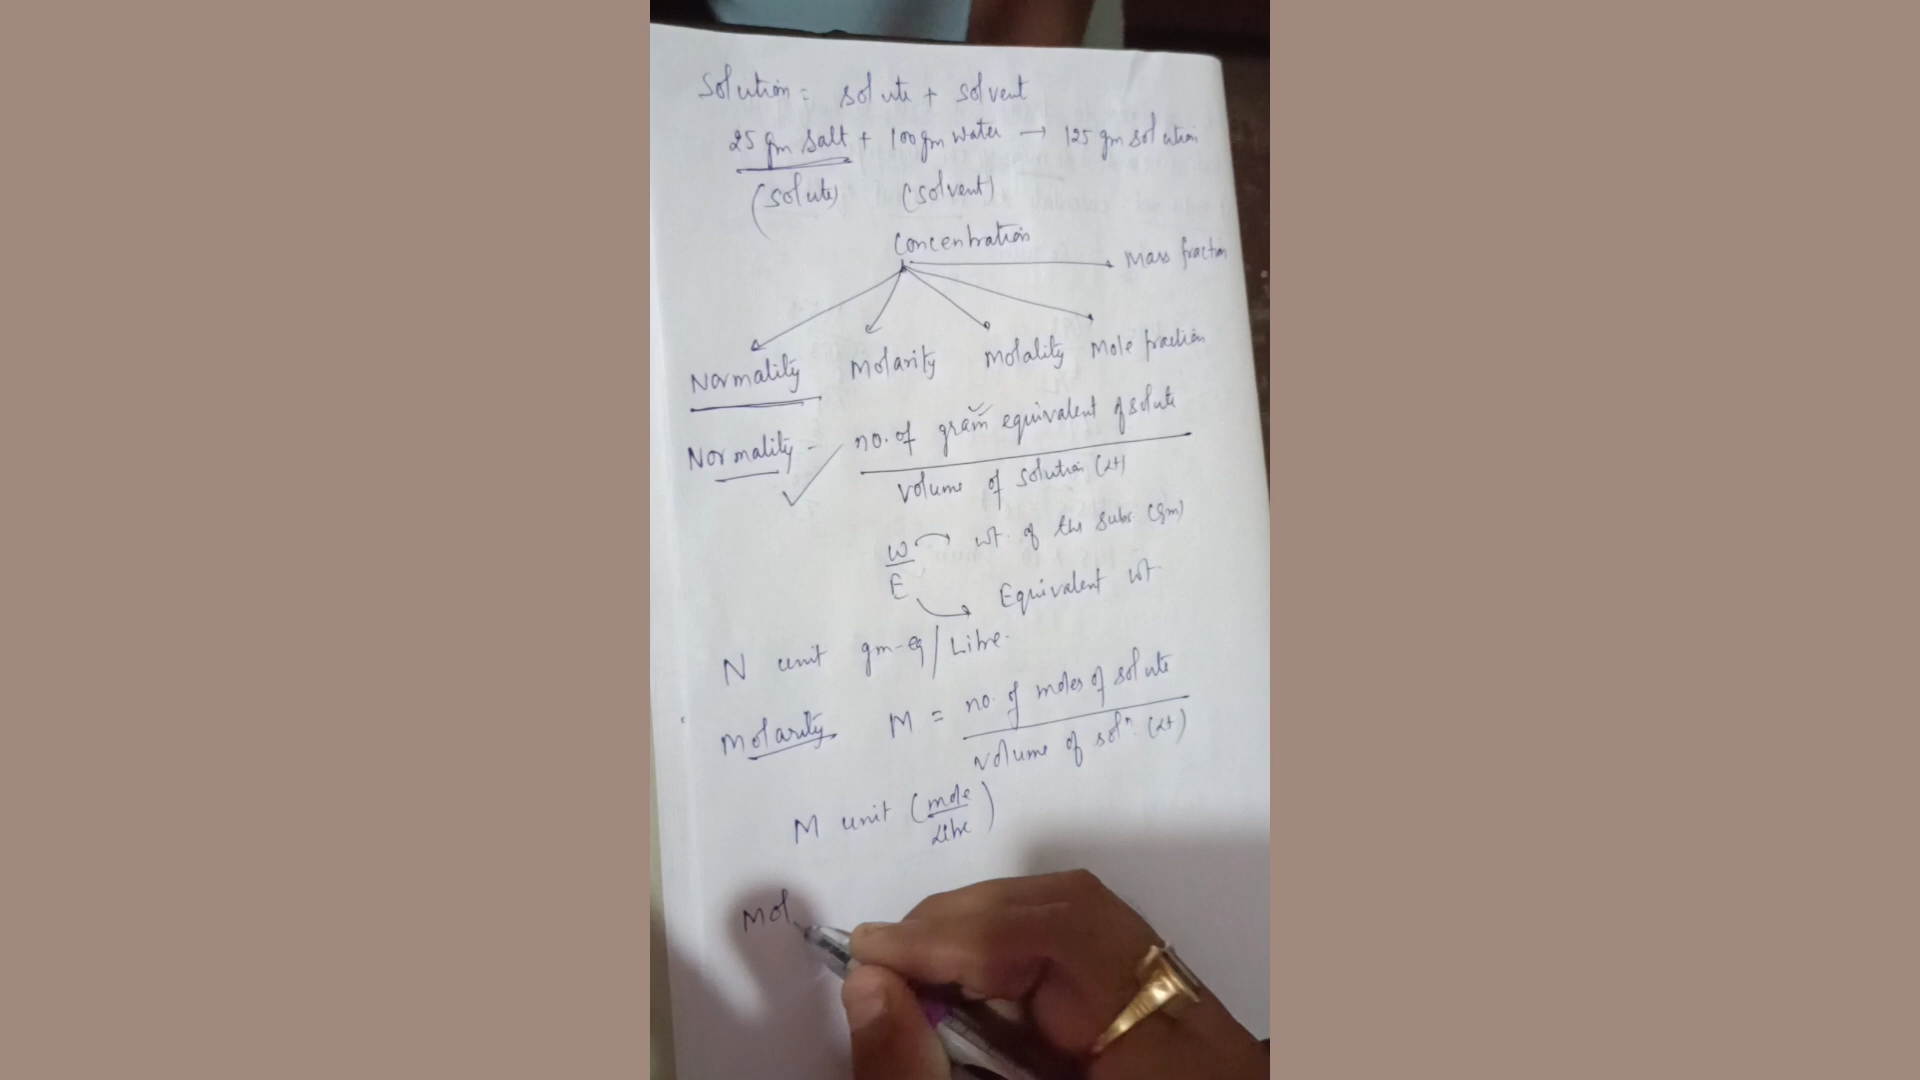 Solution = solute + solvent
25 gm salt + 100 gm water → 125 gm solution
(solute) (solvent)
Concentration
Mass fraction
Normality Molarity Molality Mole fraction
Normality - no. of gram equivalent of solute
volume of solution (Lt)
W → wt. of the subs (gm)
E → Equivalent wt.
N unit gm-eq/Litre.
Molarity M = no. of moles of solute
volume of solⁿ. (Lt)
M unit (mole
Litre)
Mol